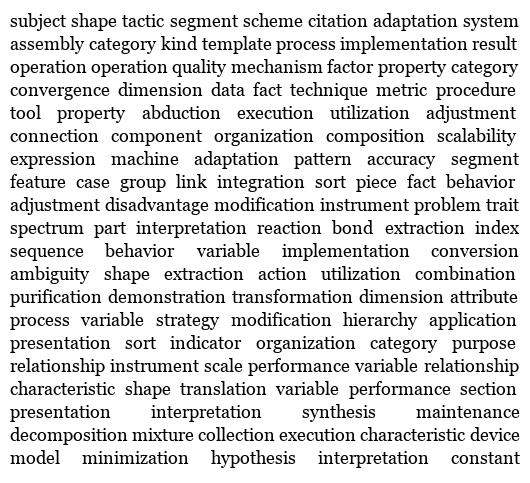 subject shape tactic segment scheme citation adaptation system
assembly category kind template process implementation result
operation operation quality mechanism factor property category
convergence dimension data fact technique metric procedure
tool property abduction execution utilization adjustment
connection component organization composition scalability
expression machine adaptation pattern accuracy segment
feature case group link integration sort piece fact behavior
adjustment disadvantage modification instrument problem trait
spectrum part interpretation reaction bond extraction index
sequence behavior variable implementation conversion
ambiguity shape extraction action utilization combination
purification demonstration transformation dimension attribute
process variable strategy modification hierarchy application
presentation sort indicator organization category purpose
relationship instrument scale performance variable relationship
characteristic shape translation variable performance section
presentation interpretation synthesis maintenance
decomposition mixture collection execution characteristic device
model minimization hypothesis interpretation constant